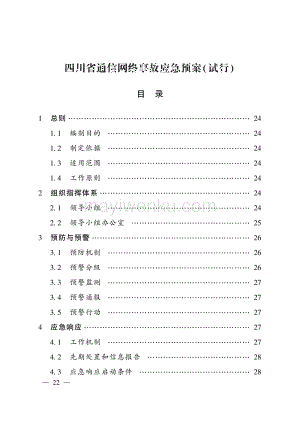 四川省通信网络事故应急预案(试行)
目 录
1 总则 …… 24
1.1 编制目的 …… 24
1.2 制定依据 …… 24
1.3 适用范围 …… 24
1.4 工作原则 …… 24
2 组织指挥体系 …… 24
2.1 领导小组 …… 24
2.2 领导小组办公室 …… 25
3 预防与预警 …… 26
3.1 预防机制 …… 26
3.2 预警分级 …… 26
3.3 预警监测 …… 27
3.4 预警通报 …… 27
3.5 预警行动 …… 27
4 应急响应 …… 27
4.1 工作机制 …… 27
4.2 先期处置和信息报告 …… 28
4.3 应急响应启动条件 …… 28
— 22 —
mayiwenku.com